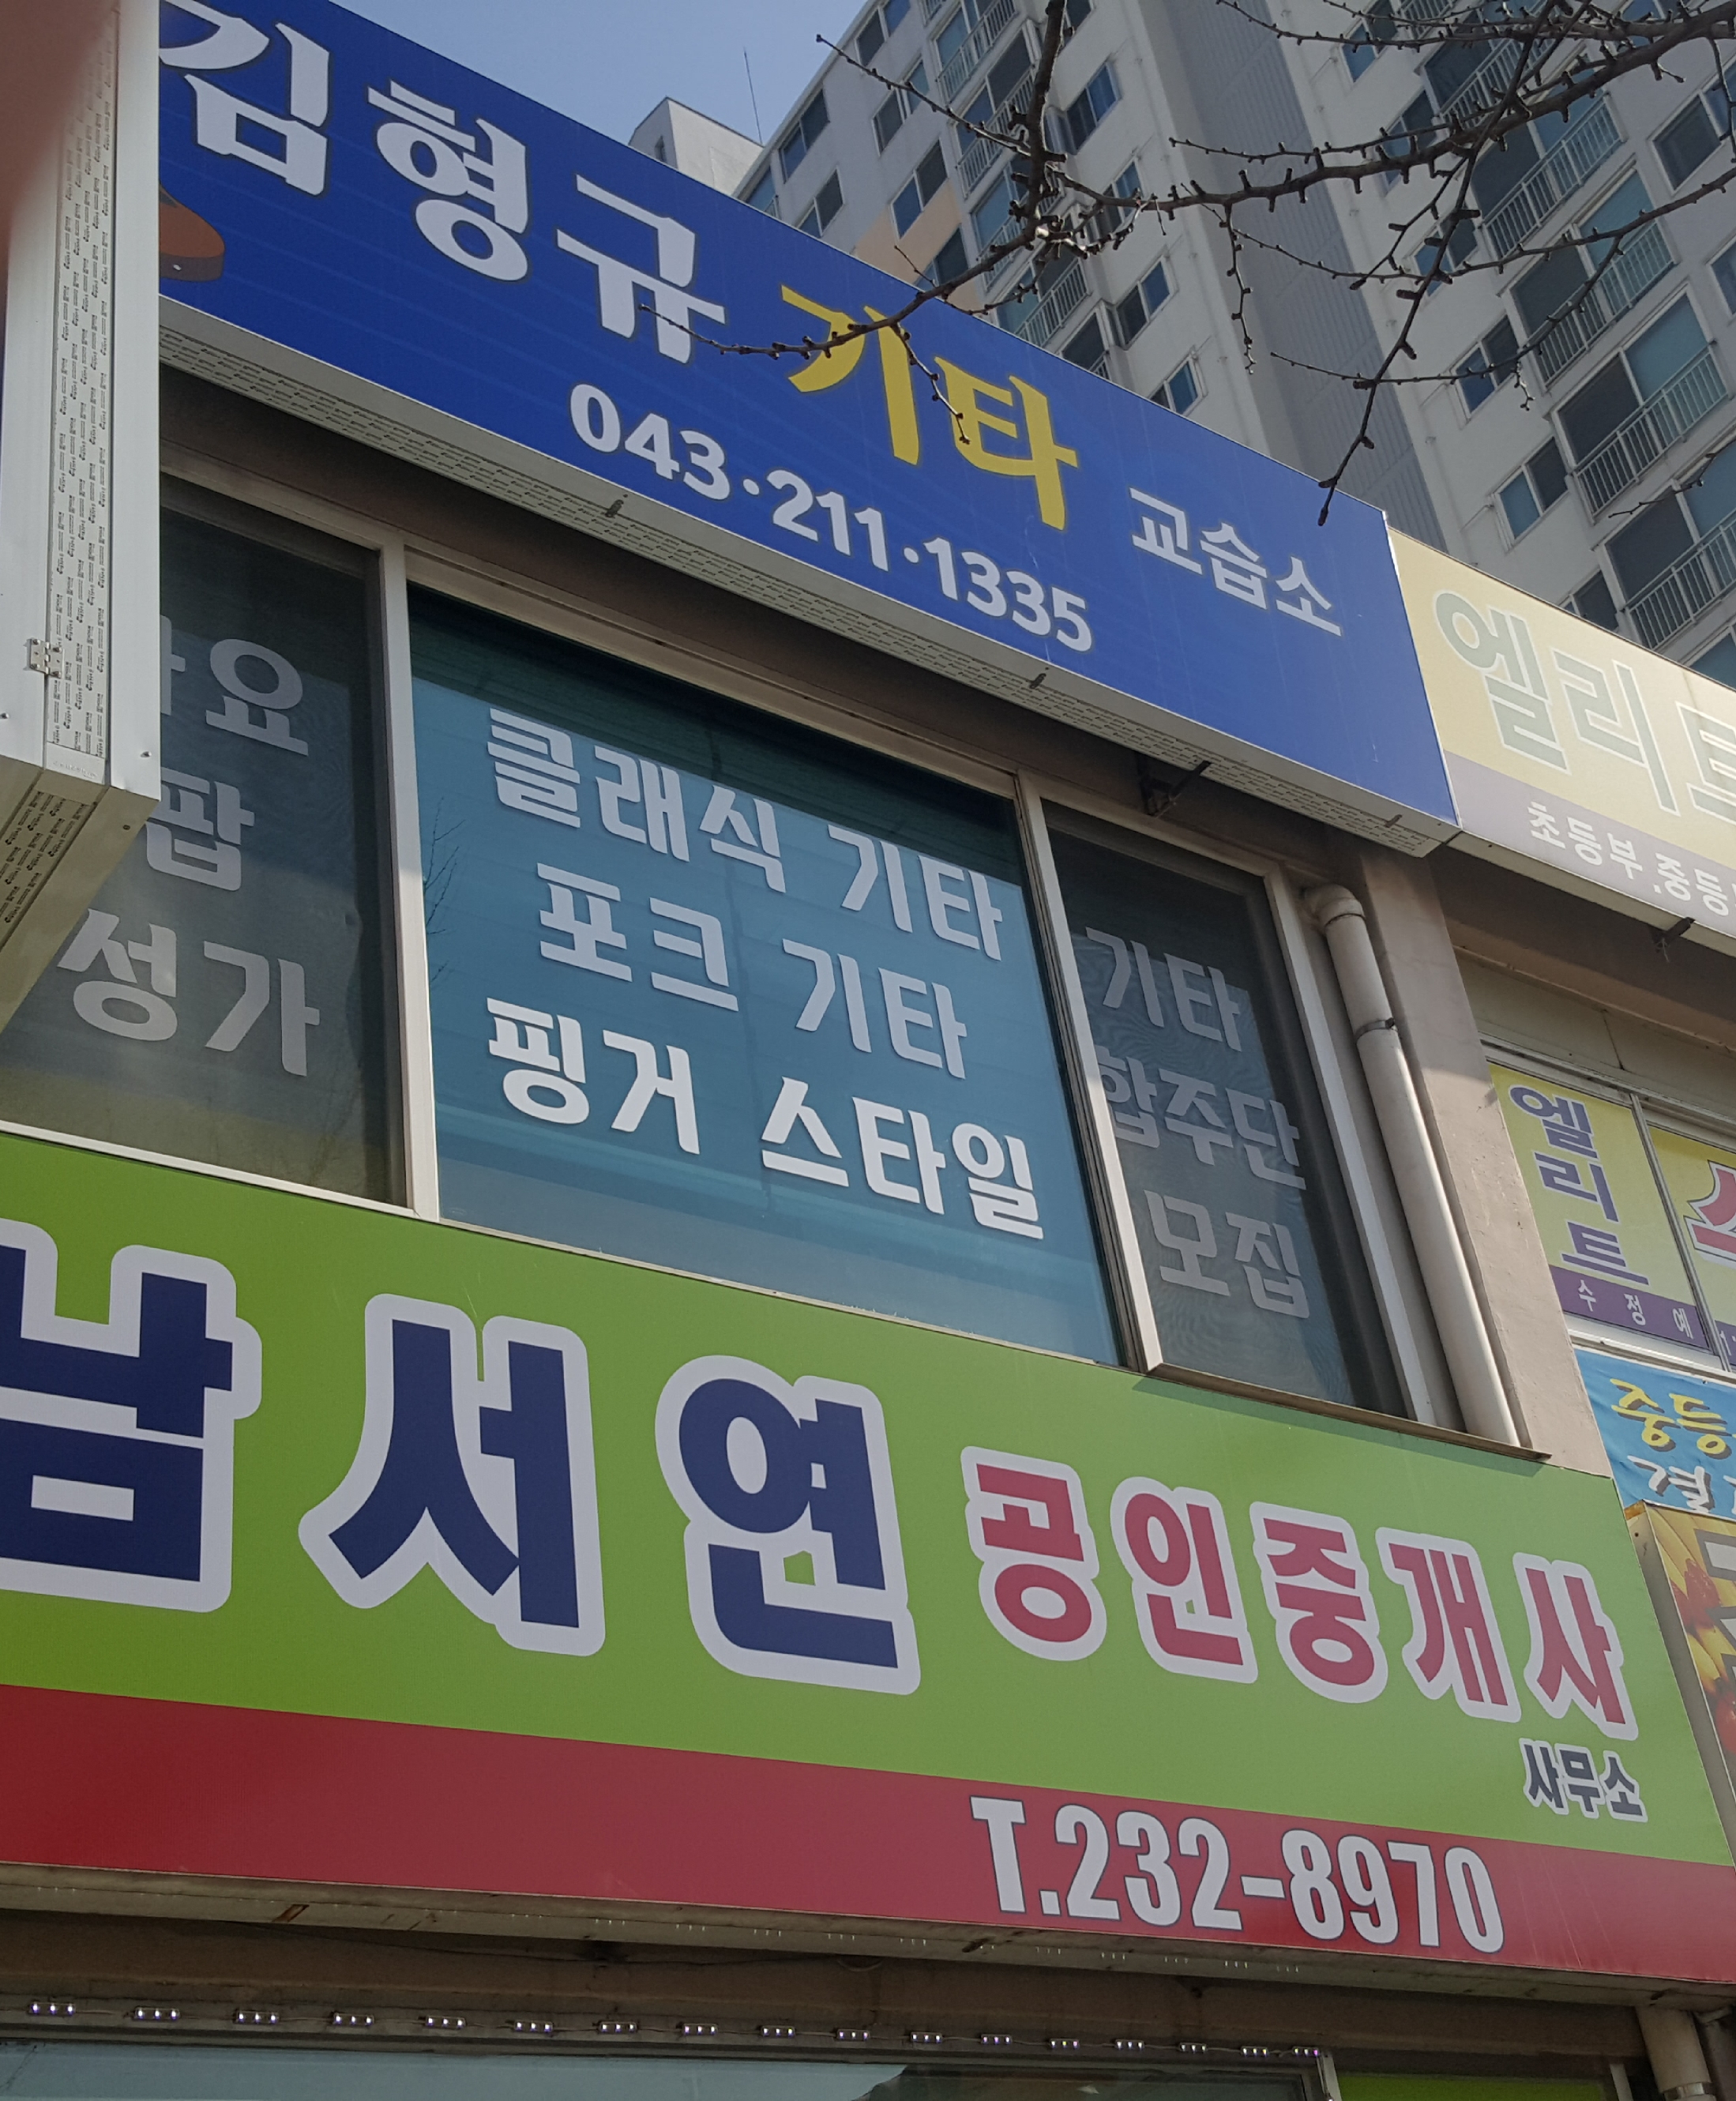 김형규 기타 교습소
043·211·1335
요
팝
성가
클래식 기타
포크 기타
핑거 스타일
기타
합주단
모집
엘리트
초등부.중등
엘리트
수 정 예
중등
남서연 공인중개사
사무소
T.232-8970